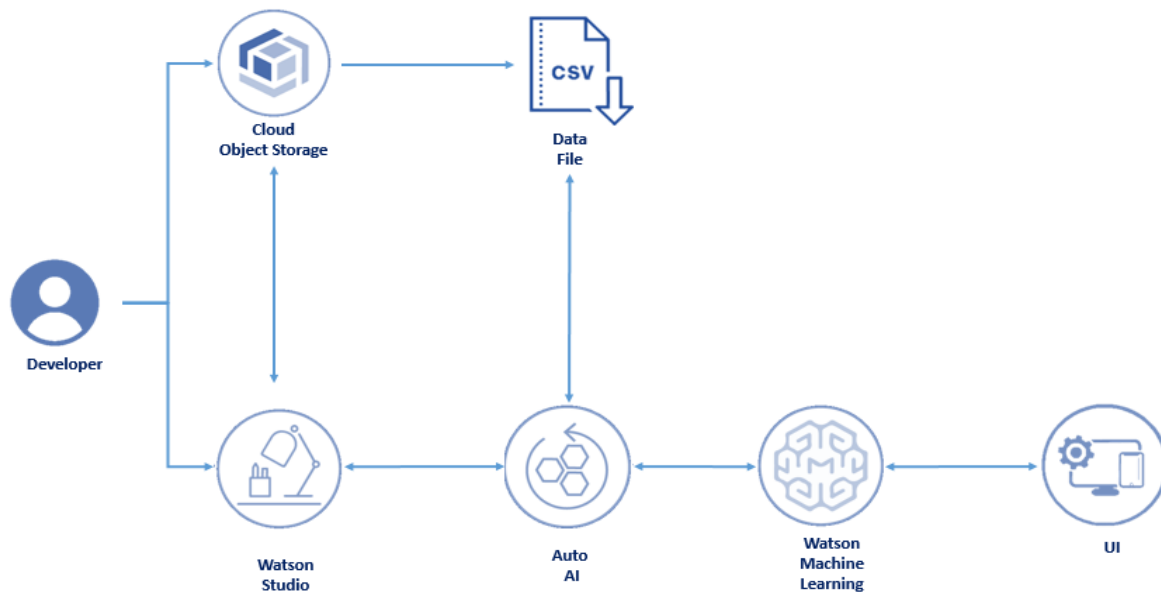 Cloud
Object Storage
CSV
Data
File
Developer
Watson
Studio
Auto
AI
M
Watson
Machine
Learning
UI